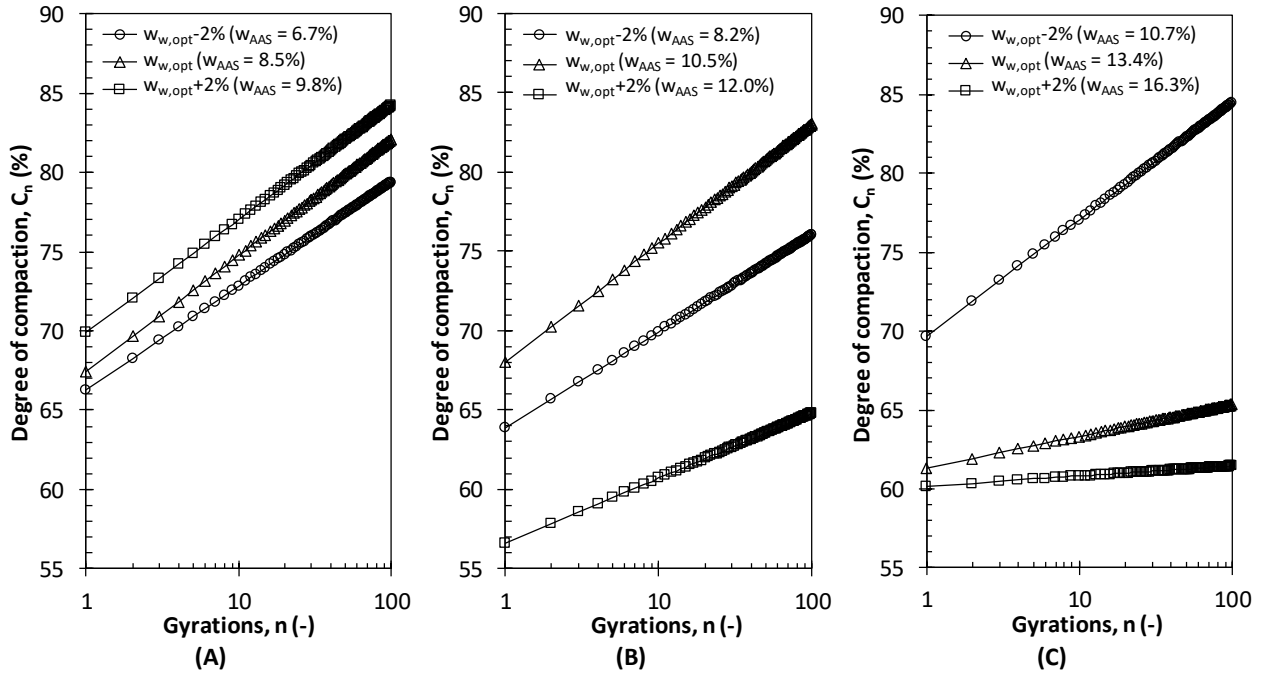 Degree of compaction, Cn (%)
90
85
80
75
70
65
60
55
ww,opt-2% (wAAS = 6.7%)
ww,opt (wAAS = 8.5%)
ww,opt+2% (wAAS = 9.8%)
1 10 100
Gyrations, n (-)
(A)
Degree of compaction, Cn (%)
90
85
80
75
70
65
60
55
ww,opt-2% (wAAS = 8.2%)
ww,opt (wAAS = 10.5%)
ww,opt+2% (wAAS = 12.0%)
1 10 100
Gyrations, n (-)
(B)
Degree of compaction, Cn (%)
90
85
80
75
70
65
60
55
ww,opt-2% (wAAS = 10.7%)
ww,opt (wAAS = 13.4%)
ww,opt+2% (wAAS = 16.3%)
1 10 100
Gyrations, n (-)
(C)